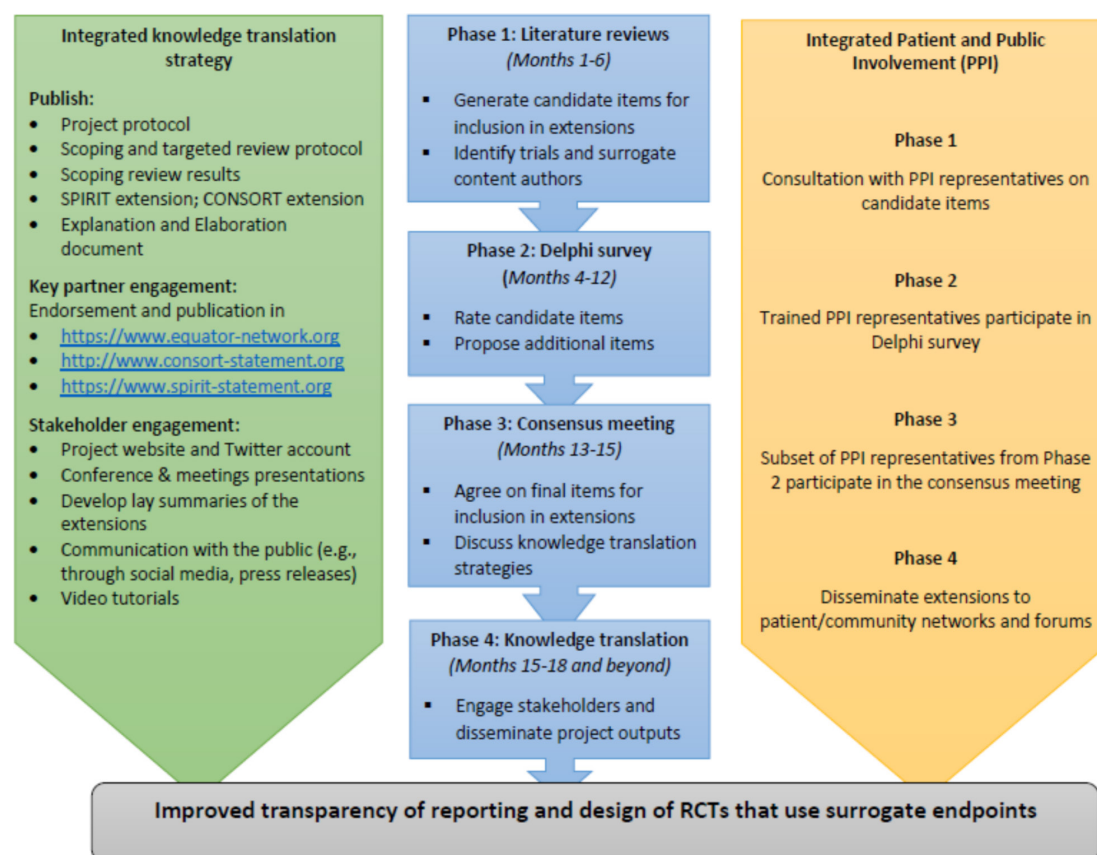 Integrated knowledge translation
strategy
Publish:
• Project protocol
• Scoping and targeted review protocol
• Scoping review results
• SPIRIT extension; CONSORT extension
• Explanation and Elaboration
document
Key partner engagement:
Endorsement and publication in
• https://www.equator-network.org
• http://www.consort-statement.org
• https://www.spirit-statement.org
Stakeholder engagement:
• Project website and Twitter account
• Conference & meetings presentations
• Develop lay summaries of the
extensions
• Communication with the public (e.g.,
through social media, press releases)
• Video tutorials
Phase 1: Literature reviews
(Months 1-6)
▪ Generate candidate items for
inclusion in extensions
▪ Identify trials and surrogate
content authors
Phase 2: Delphi survey
(Months 4-12)
▪ Rate candidate items
▪ Propose additional items
Phase 3: Consensus meeting
(Months 13-15)
▪ Agree on final items for
inclusion in extensions
▪ Discuss knowledge translation
strategies
Phase 4: Knowledge translation
(Months 15-18 and beyond)
▪ Engage stakeholders and
disseminate project outputs
Integrated Patient and Public
Involvement (PPI)
Phase 1
Consultation with PPI representatives on
candidate items
Phase 2
Trained PPI representatives participate in
Delphi survey
Phase 3
Subset of PPI representatives from Phase
2 participate in the consensus meeting
Phase 4
Disseminate extensions to
patient/community networks and forums
Improved transparency of reporting and design of RCTs that use surrogate endpoints